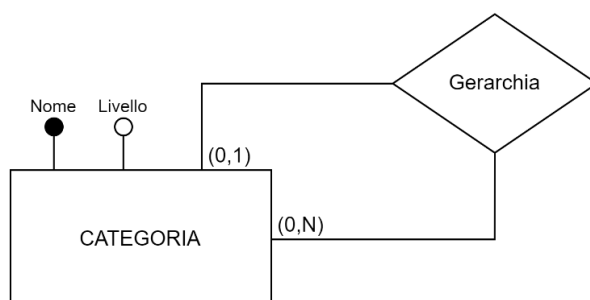 Gerarchia
Nome
Livello
(0,1)
(0,N)
CATEGORIA